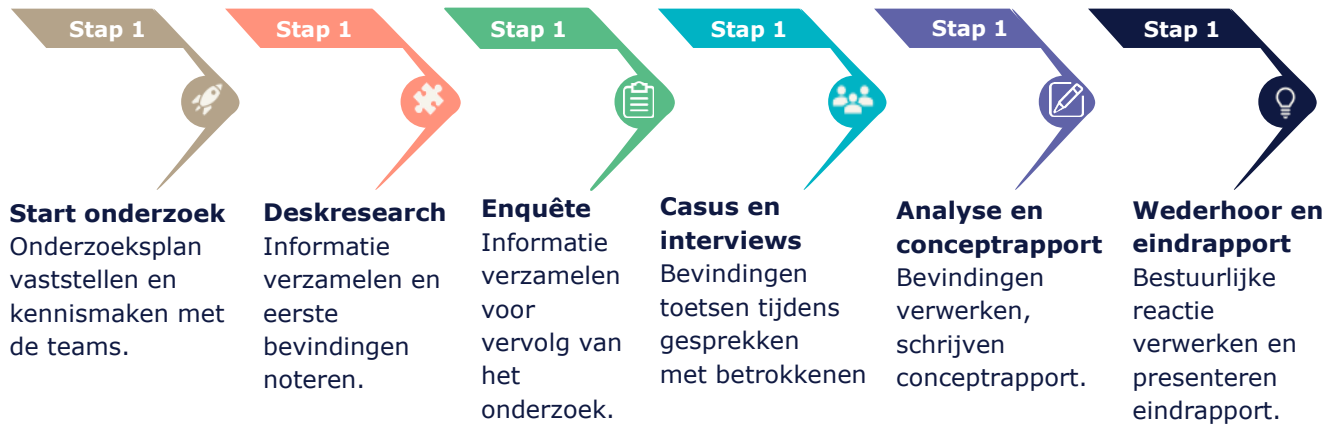 Stap 1
Start onderzoek
Onderzoeksplan
vaststellen en
kennismaken met
de teams.
Stap 1
Deskresearch
Informatie
verzamelen en
eerste
bevindingen
noteren.
Stap 1
Enquête
Informatie
verzamelen
voor
vervolg van
het
onderzoek.
Stap 1
Casus en
interviews
Bevindingen
toetsen tijdens
gesprekken
met betrokkenen
Stap 1
Analyse en
conceptrapport
Bevindingen
verwerken,
schrijven
conceptrapport.
Stap 1
Wederhoor en
eindrapport
Bestuurlijke
reactie
verwerken en
presenteren
eindrapport.